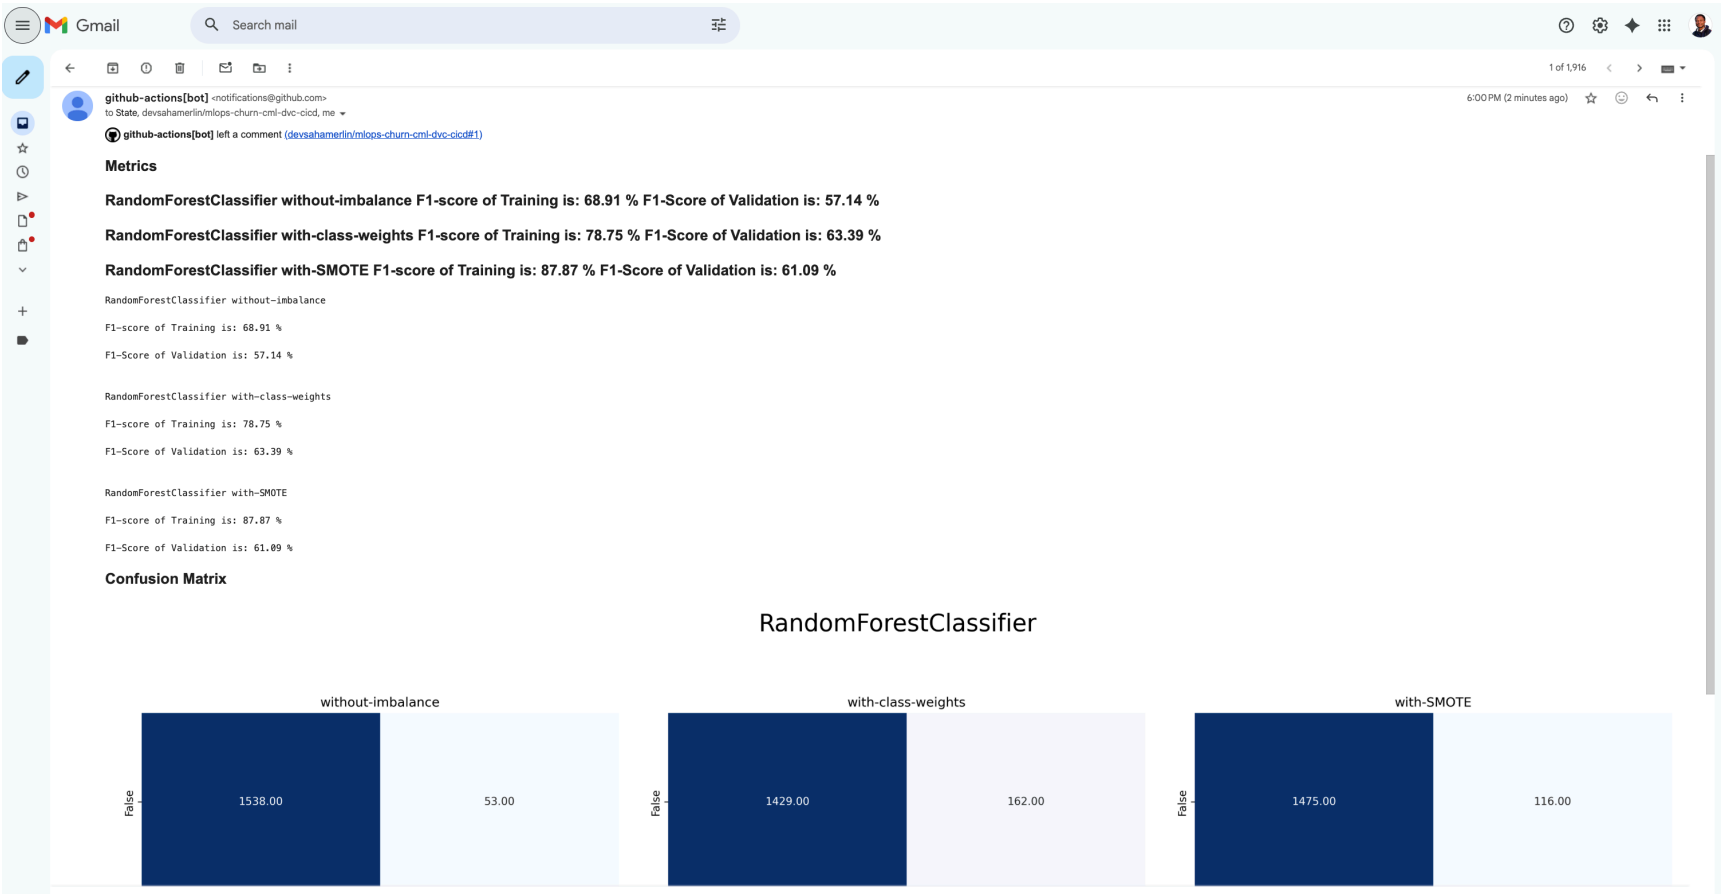 Gmail
Search mail
1 of 1,916
github-actions[bot] <notifications@github.com>
6:00 PM (2 minutes ago)
to State, devsahamerlin/mlops-churn-cml-dvc-cicd, me
github-actions[bot] left a comment (devsahamerlin/mlops-churn-cml-dvc-cicd#1)
Metrics
RandomForestClassifier without-imbalance F1-score of Training is: 68.91 % F1-Score of Validation is: 57.14 %
RandomForestClassifier with-class-weights F1-score of Training is: 78.75 % F1-Score of Validation is: 63.39 %
RandomForestClassifier with-SMOTE F1-score of Training is: 87.87 % F1-Score of Validation is: 61.09 %
RandomForestClassifier without-imbalance
F1-score of Training is: 68.91 %
F1-Score of Validation is: 57.14 %
RandomForestClassifier with-class-weights
F1-score of Training is: 78.75 %
F1-Score of Validation is: 63.39 %
RandomForestClassifier with-SMOTE
F1-score of Training is: 87.87 %
F1-Score of Validation is: 61.09 %
Confusion Matrix
RandomForestClassifier
without-imbalance with-class-weights with-SMOTE
False 1538.00 53.00 False 1429.00 162.00 False 1475.00 116.00